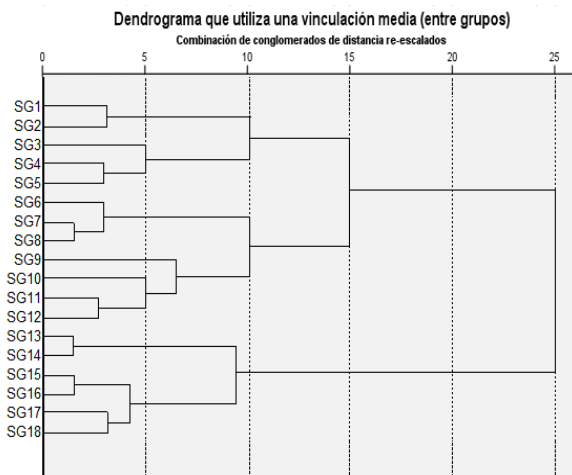 Dendrograma que utiliza una vinculación media (entre grupos)
Combinación de conglomerados de distancia re-escalados
0 5 10 15 20 25
SG1
SG2
SG3
SG4
SG5
SG6
SG7
SG8
SG9
SG10
SG11
SG12
SG13
SG14
SG15
SG16
SG17
SG18